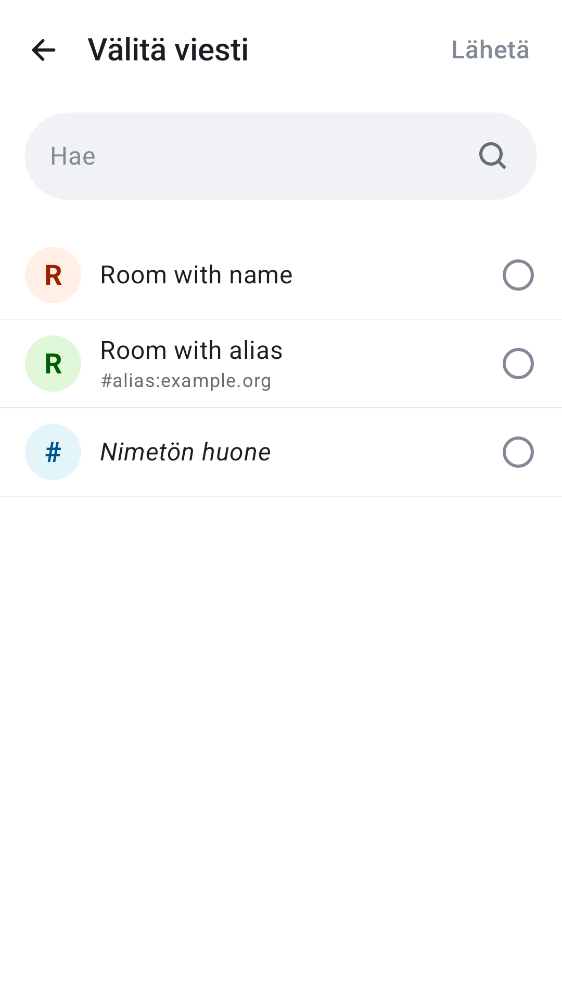 Välitä viesti
Lähetä
Hae
R
Room with name
R
Room with alias
#alias:example.org
#
Nimetön huone